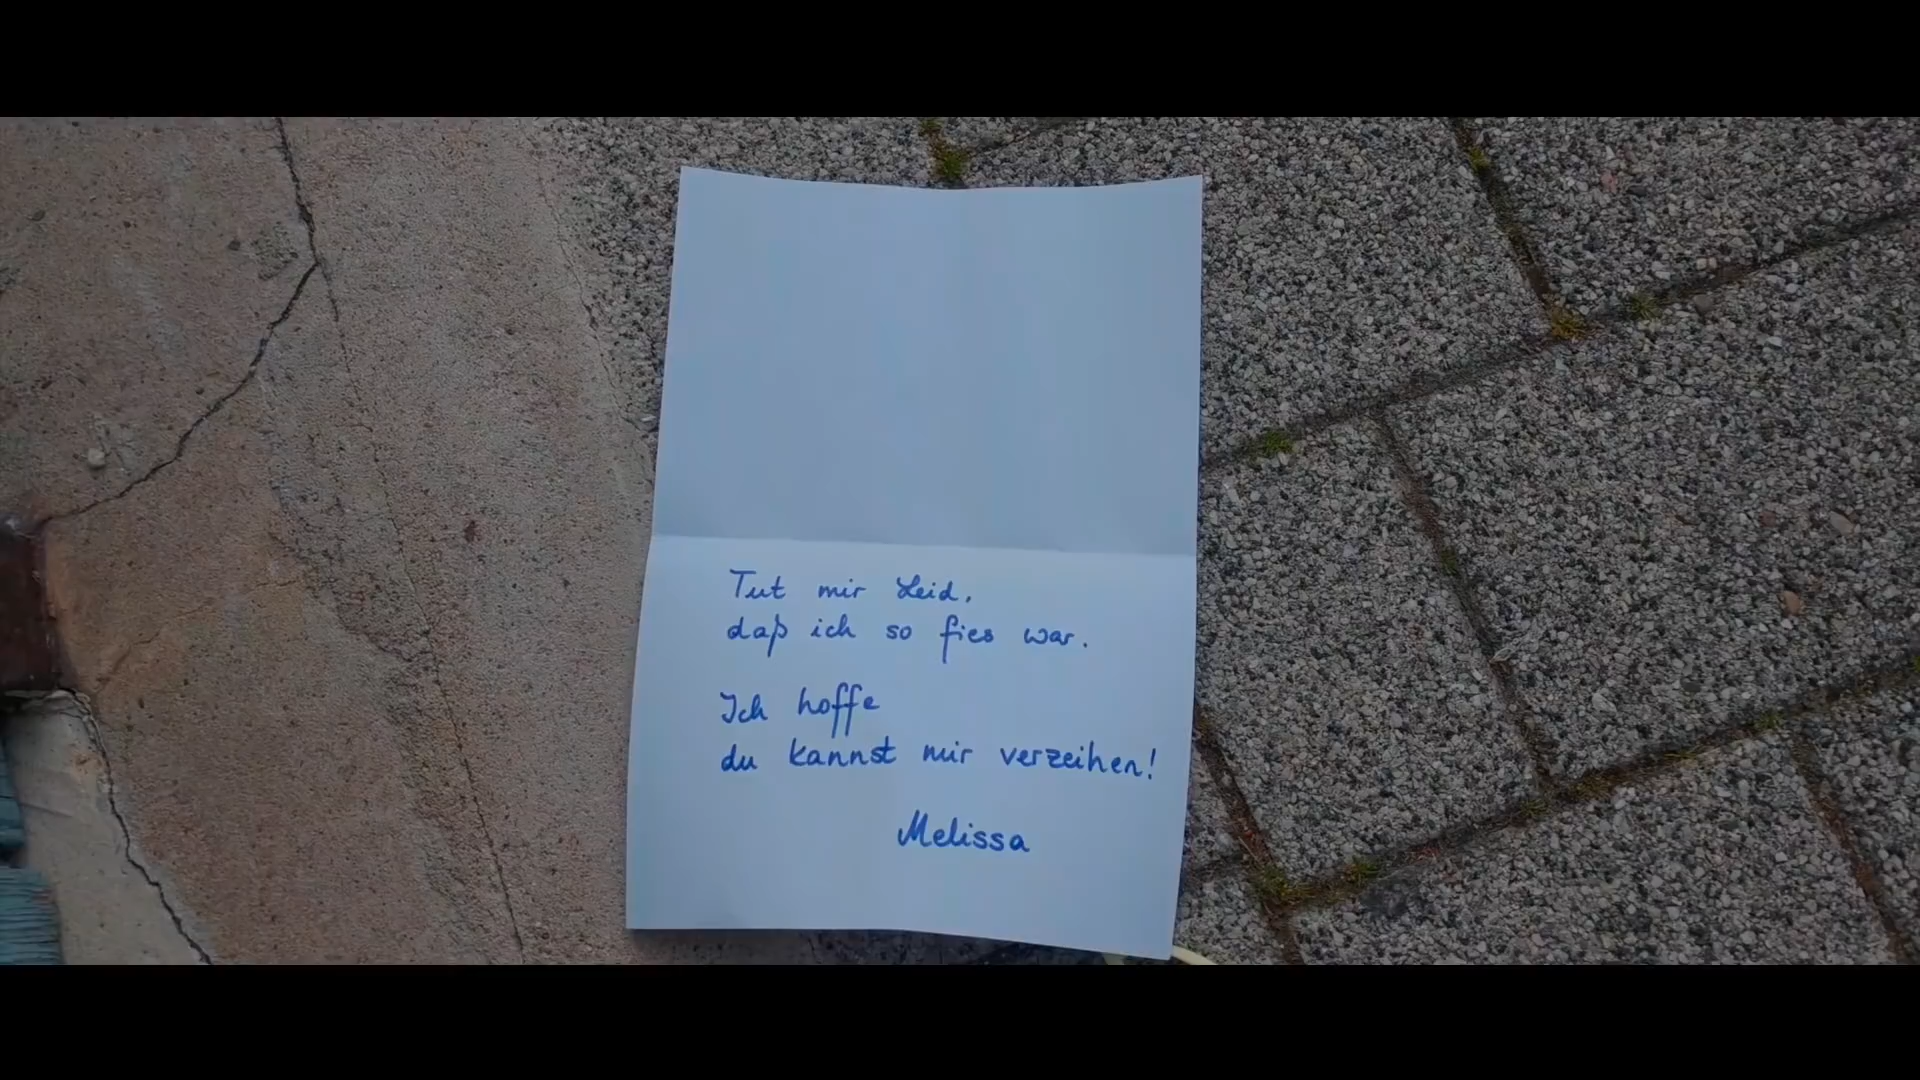 Tut mir Leid,
daß ich so fies war.
Ich hoffe
du kannst mir verzeihen!
Melissa